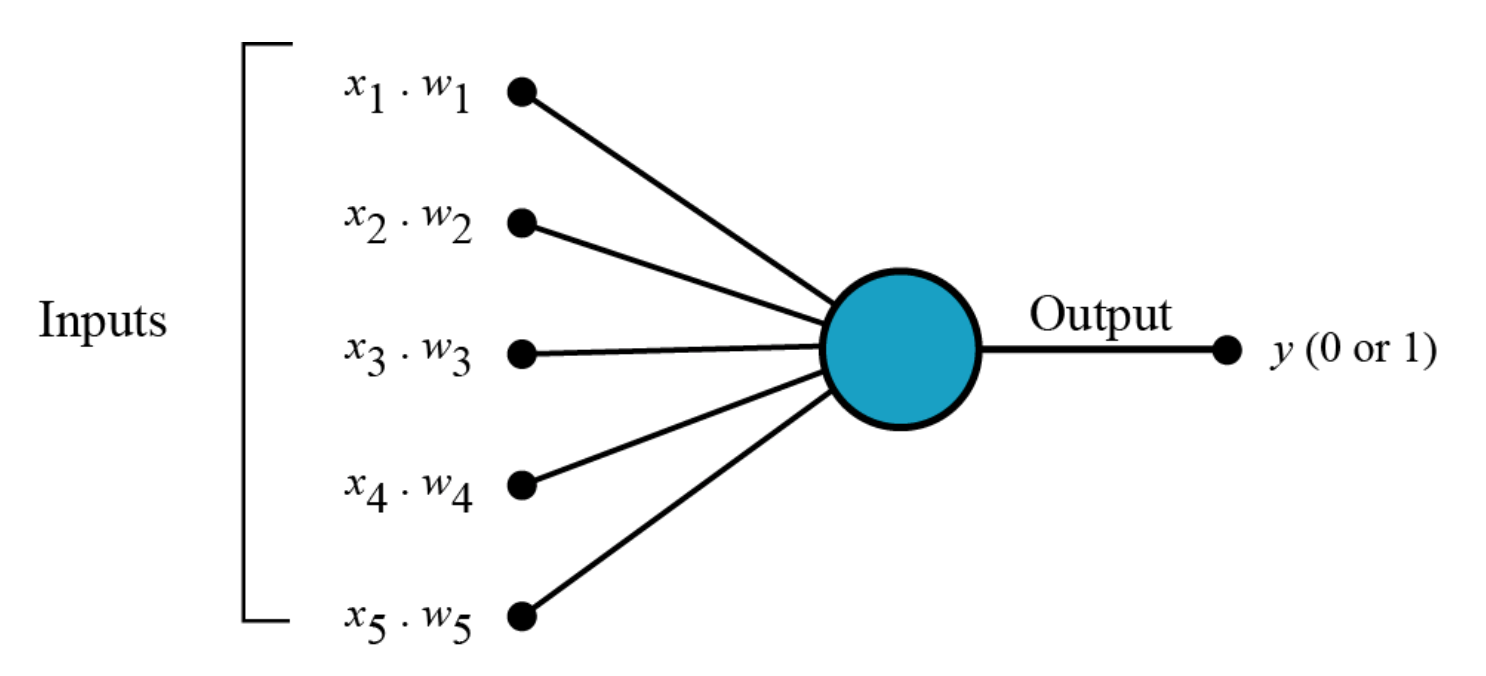 x1 . w1
x2 . w2
Inputs
x3 . w3
x4 . w4
x5 . w5
Output
y (0 or 1)